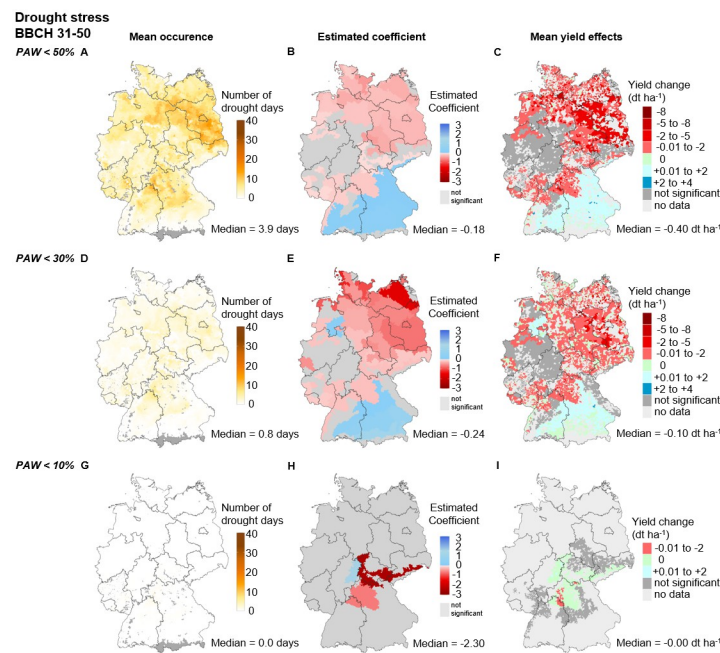 Drought stress
BBCH 31-50
Mean occurence
Estimated coefficient
Mean yield effects
PAW < 50% A
B
C
Number of
drought days
40
30
20
10
0
Median = 3.9 days
Estimated
Coefficient
3
2
1
0
-1
-2
-3
not
significant
Median = -0.18
Yield change
(dt ha-1)
-8
-5 to -8
-2 to -5
-0.01 to -2
0
+0.01 to +2
+2 to +4
not significant
no data
Median = -0.40 dt ha-1
PAW < 30% D
E
F
Number of
drought days
40
30
20
10
0
Median = 0.8 days
Estimated
Coefficient
3
2
1
0
-1
-2
-3
not
significant
Median = -0.24
Yield change
(dt ha-1)
-8
-5 to -8
-2 to -5
-0.01 to -2
0
+0.01 to +2
+2 to +4
not significant
no data
Median = -0.10 dt ha-1
PAW < 10% G
H
I
Number of
drought days
40
30
20
10
0
Median = 0.0 days
Estimated
Coefficient
3
2
1
0
-1
-2
-3
not
significant
Median = -2.30
Yield change
(dt ha-1)
-0.01 to -2
0
+0.01 to +2
not significant
no data
Median = -0.00 dt ha-1